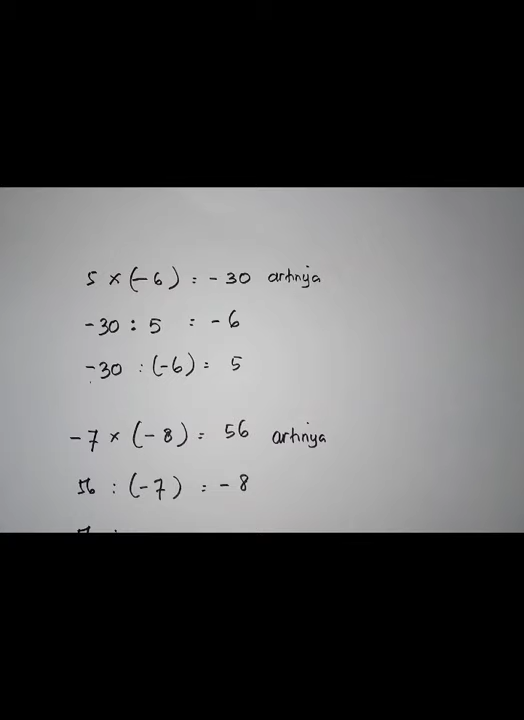 5 × (-6) = -30 artinya
-30 : 5 = -6
-30 : (-6) = 5
-7 × (-8) = 56 artinya
56 : (-7) = -8